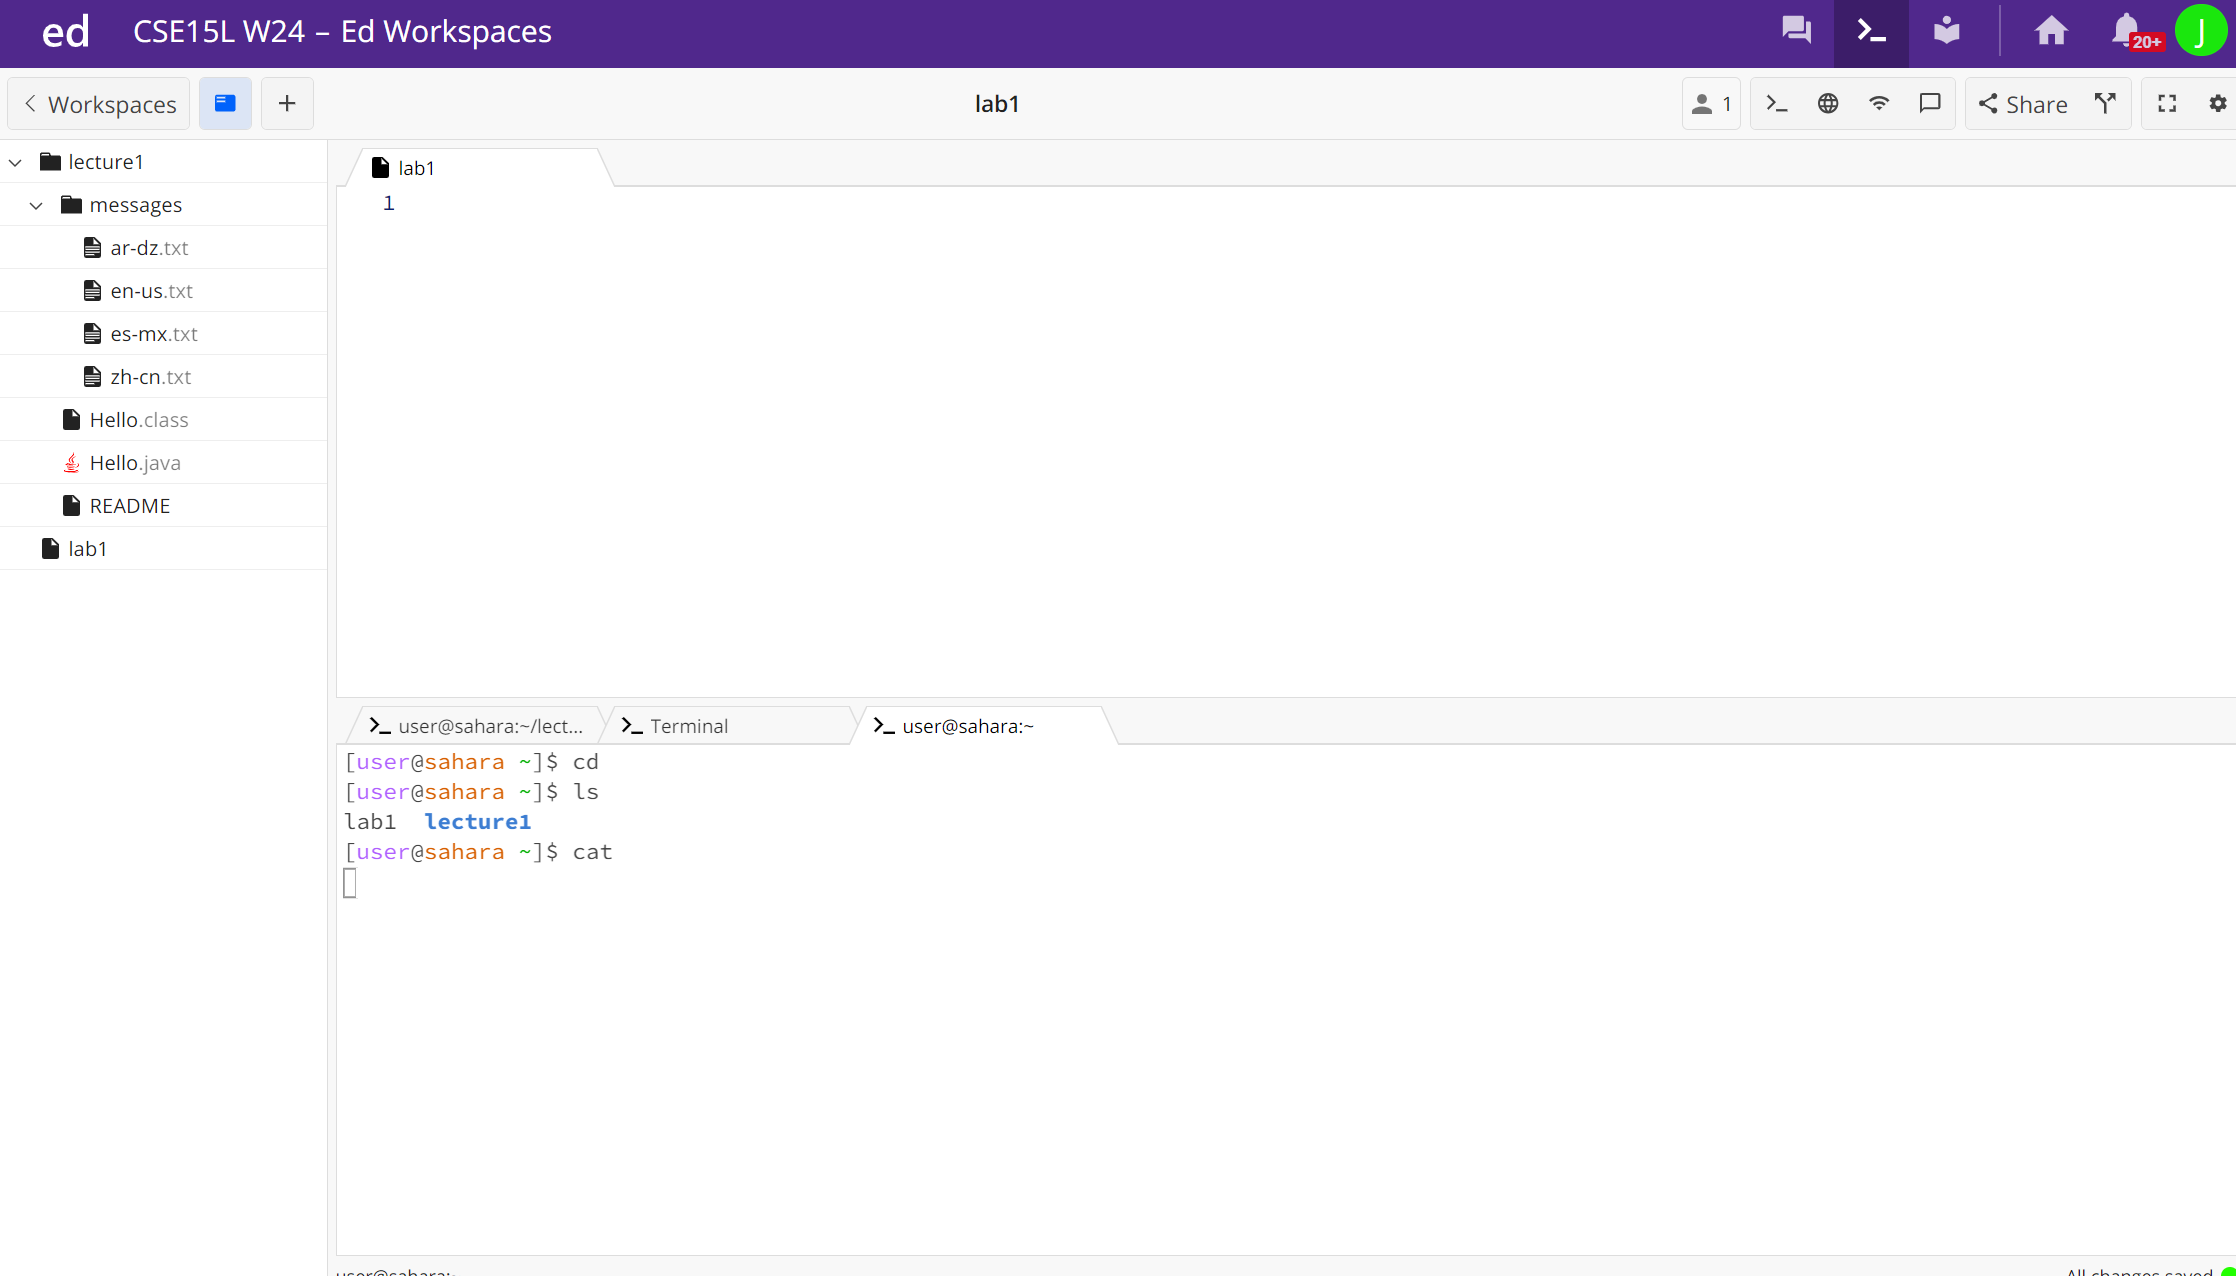 ed CSE15L W24 – Ed Workspaces 20+ J
Workspaces + lab1 1 Share
lecture1
messages
ar-dz.txt
en-us.txt
es-mx.txt
zh-cn.txt
Hello.class
Hello.java
README
lab1
lab1
1
user@sahara:~/lect... Terminal user@sahara:~
[user@sahara ~]$ cd
[user@sahara ~]$ ls
lab1 lecture1
[user@sahara ~]$ cat
user@sahara:~ All changes saved